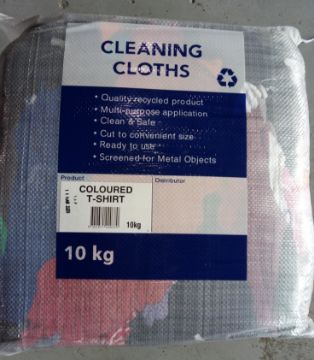 CLEANING
CLOTHS
• Quality recycled product
• Multi-purpose application
• Clean & Safe
• Cut to convenient size
• Ready to use
• Screened for Metal Objects
Product
Distributor
COLOURED
T-SHIRT
10kg
10 kg